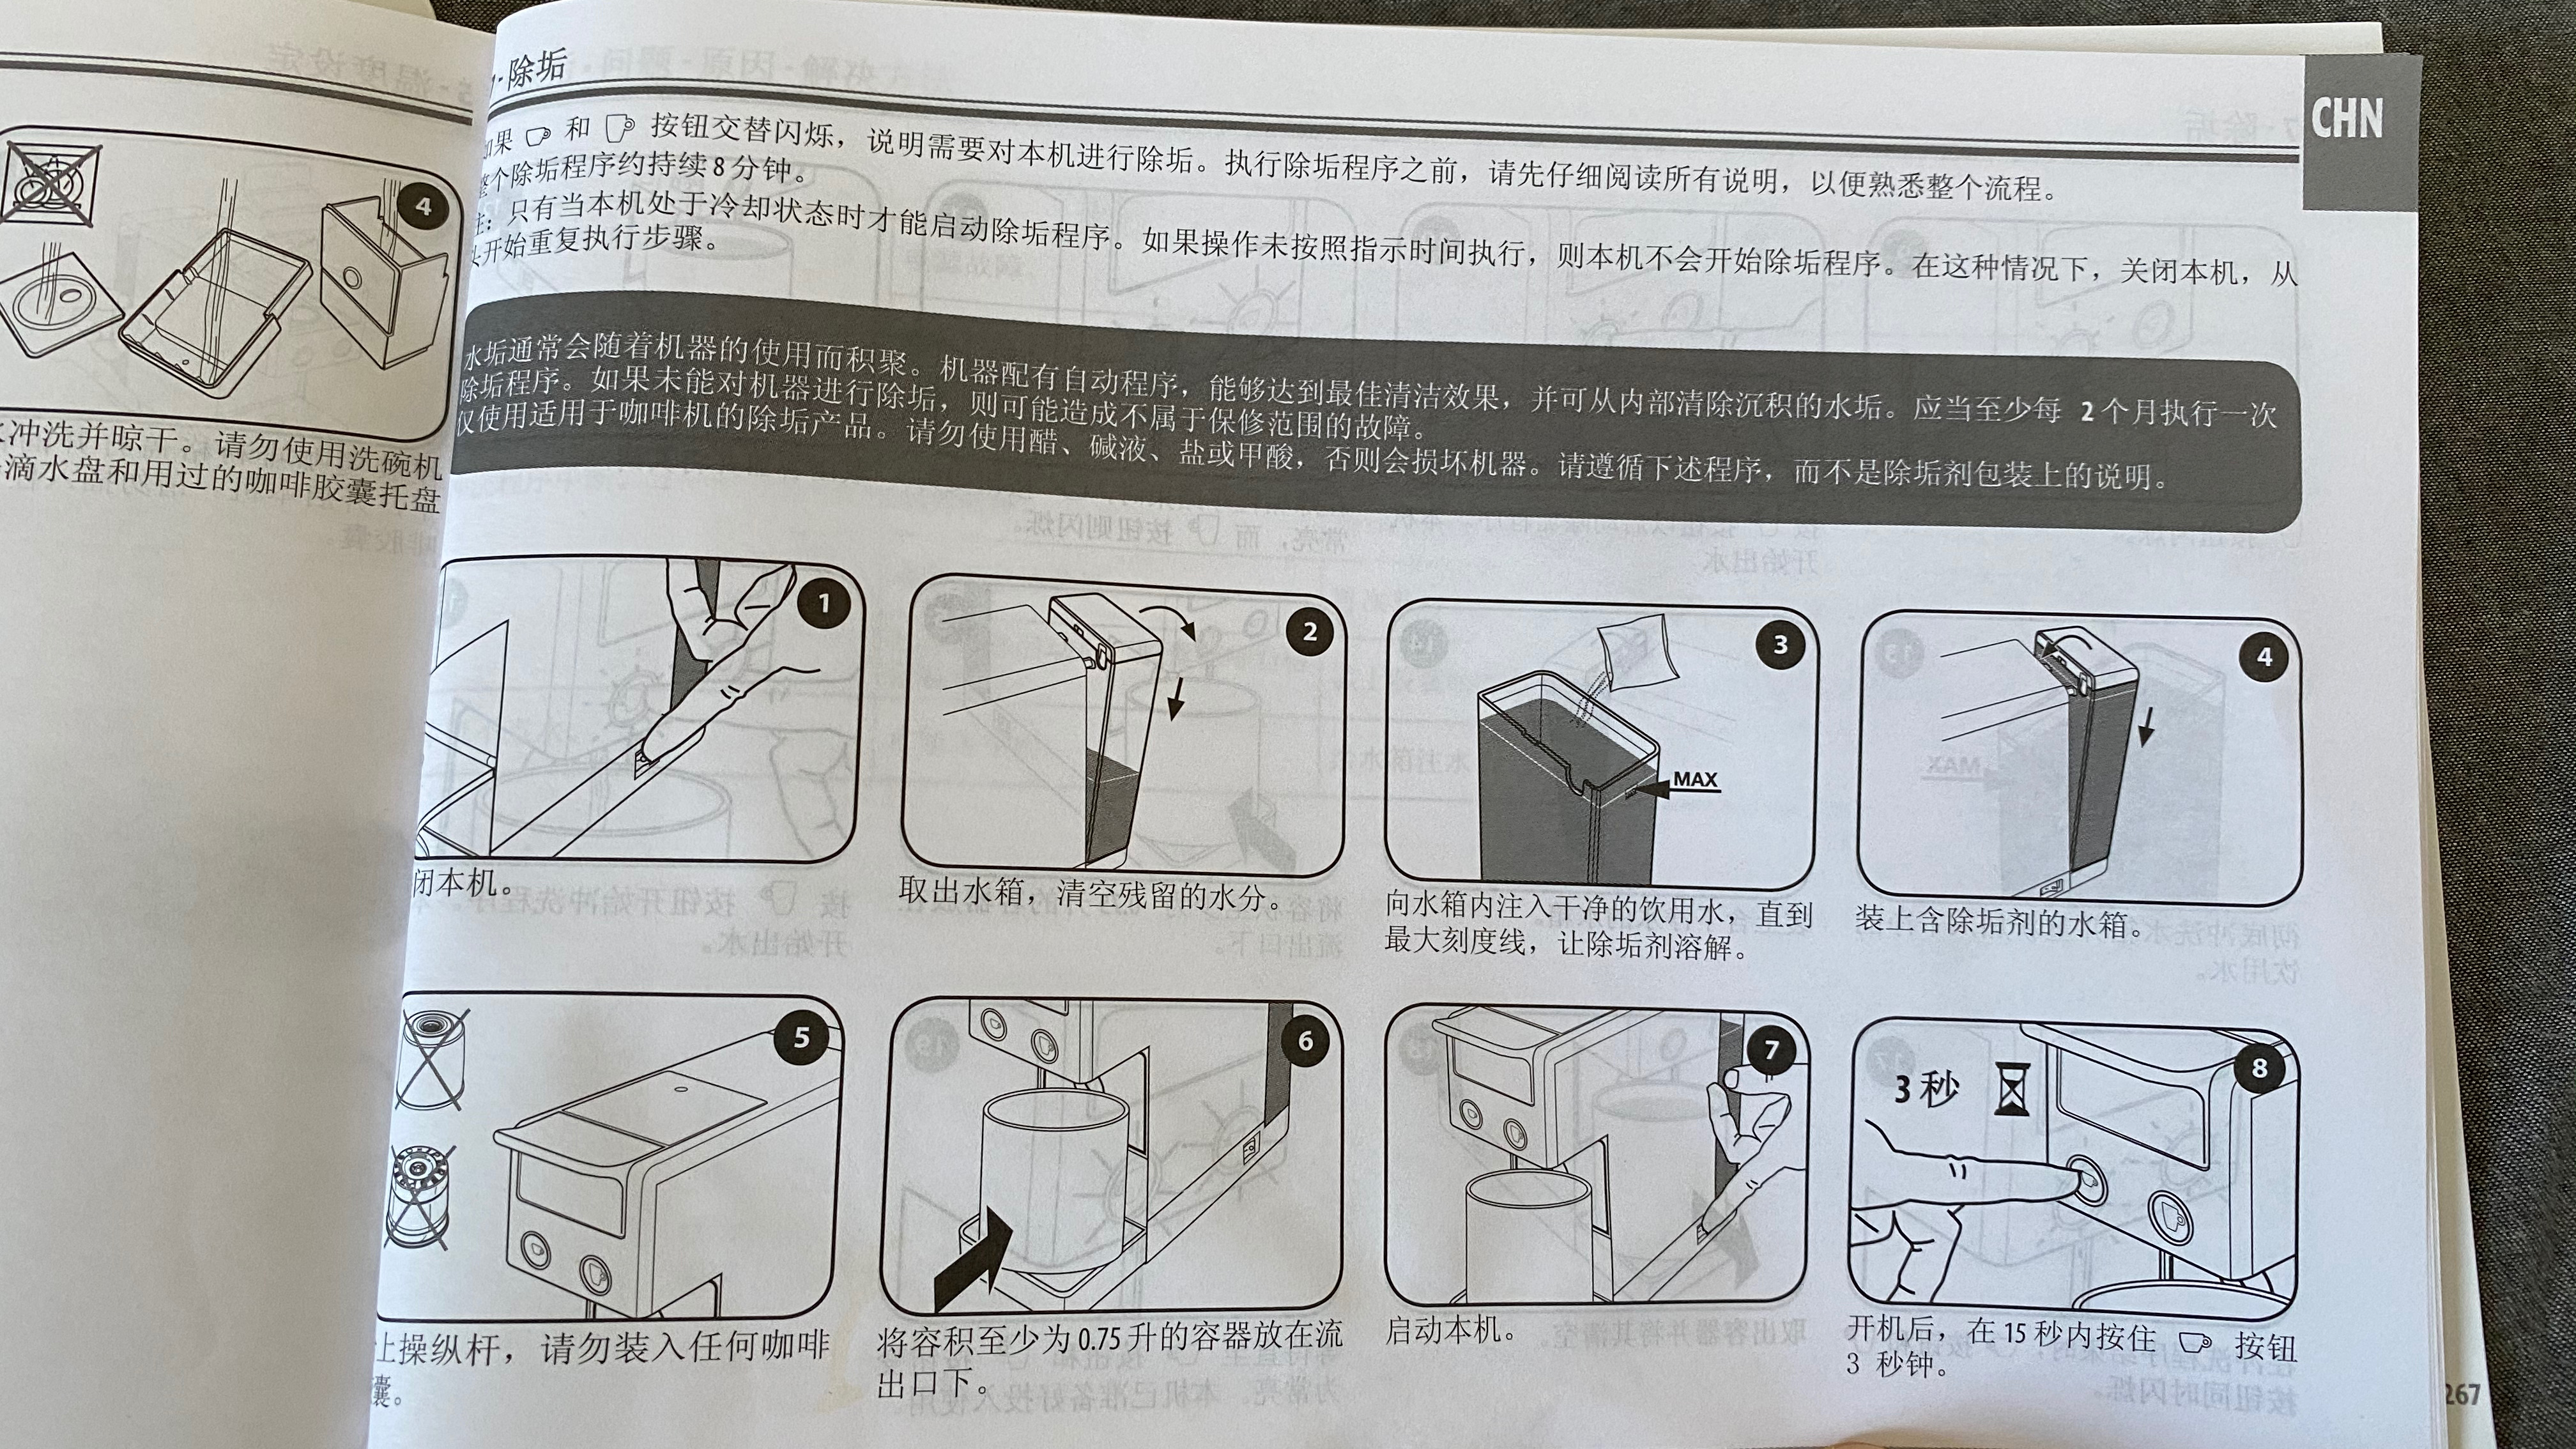 4
冲洗并晾干。请勿使用洗碗机
滴水盘和用过的咖啡胶囊托盘
·除垢
CHN
如果 和 按钮交替闪烁，说明需要对本机进行除垢。执行除垢程序之前，请先仔细阅读所有说明，以便熟悉整个流程。
整个除垢程序约持续8分钟。
注：只有当本机处于冷却状态时才能启动除垢程序。如果操作未按照指示时间执行，则本机不会开始除垢程序。在这种情况下，关闭本机，从
头开始重复执行步骤。
水垢通常会随着机器的使用而积聚。机器配有自动程序，能够达到最佳清洁效果，并可从内部清除沉积的水垢。应当至少每 2个月执行一次
除垢程序。如果未能对机器进行除垢，则可能造成不属于保修范围的故障。
仅使用适用于咖啡机的除垢产品。请勿使用醋、碱液、盐或甲酸，否则会损坏机器。请遵循下述程序，而不是除垢剂包装上的说明。
1
闭本机。
2
取出水箱，清空残留的水分。
3
MAX
向水箱内注入干净的饮用水，直到
最大刻度线，让除垢剂溶解。
4
装上含除垢剂的水箱。
5
操纵杆，请勿装入任何咖啡
囊。
6
将容积至少为0.75升的容器放在流
出口下。
7
启动本机。
8
3秒
开机后，在15秒内按住 按钮
3 秒钟。
267